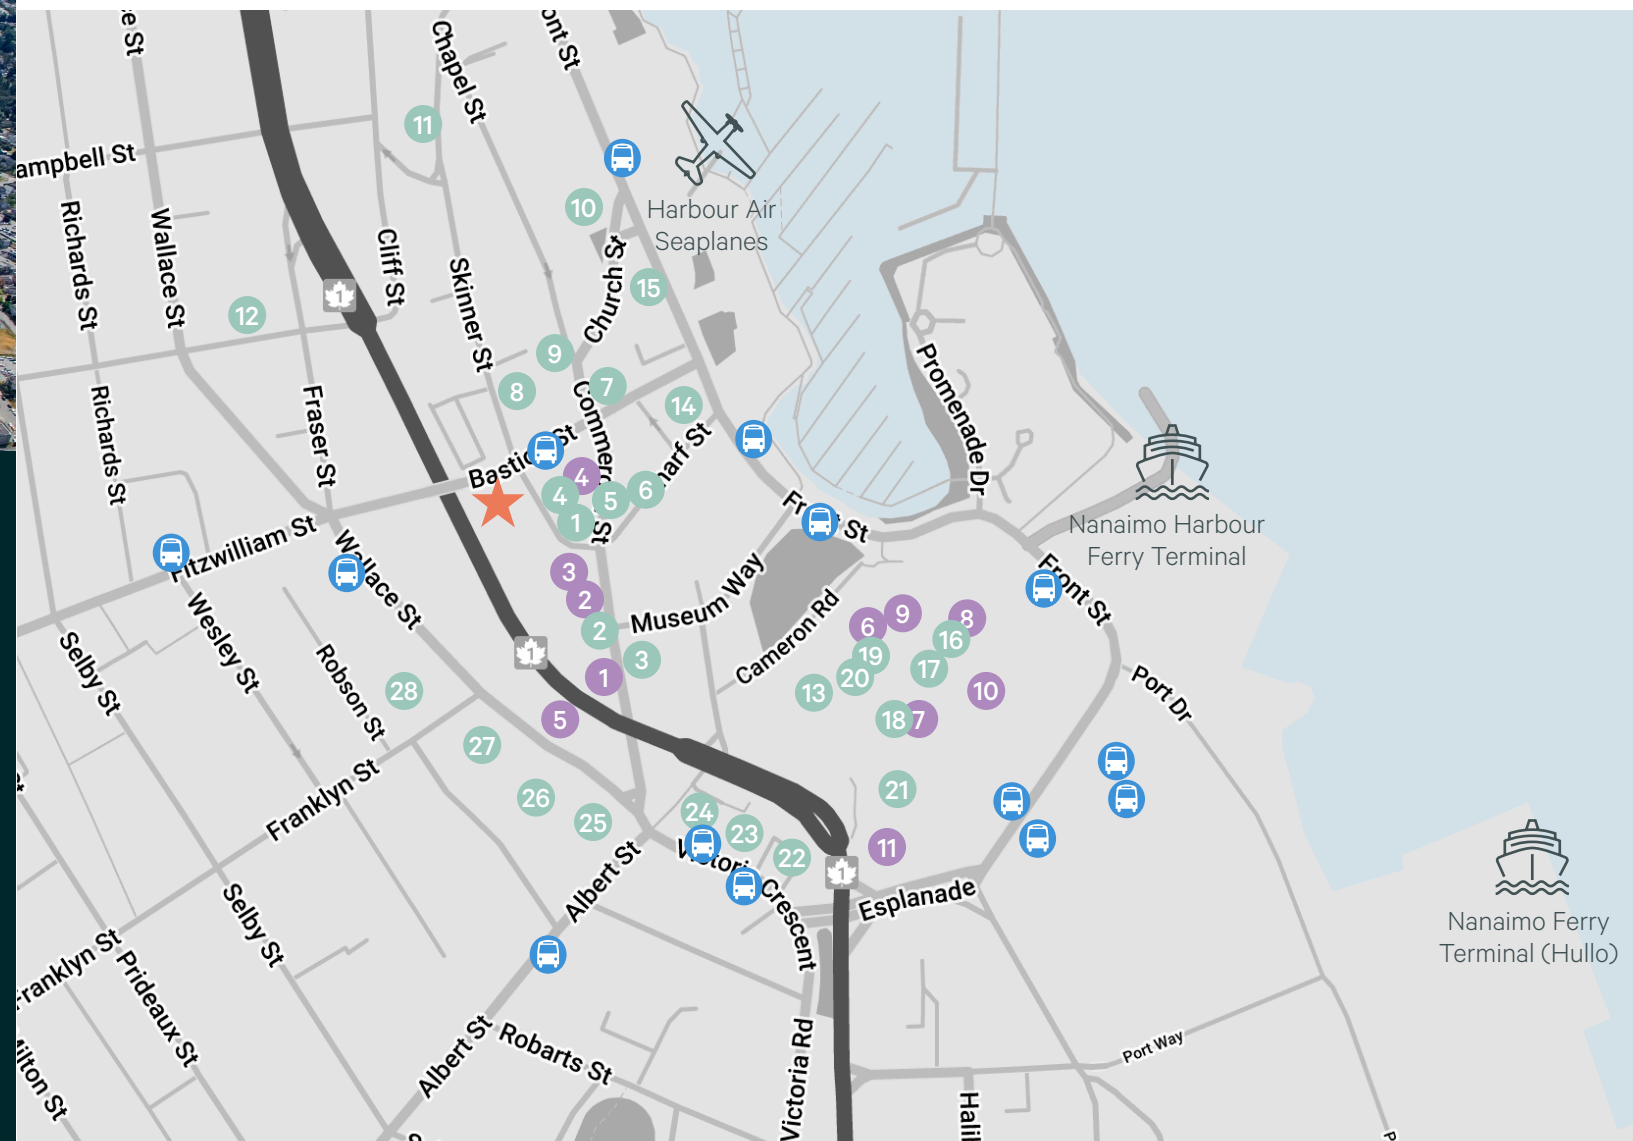 Chapel St
11
ampbell St
10
Harbour Air
Seaplanes
Richards St
Wallace St
Cliff St
Skinner St
Church St
15
1
12
9
8
7
14
Promenade Dr
Richards St
Fraser St
4
4
5
6
1
Front St
Nanaimo Harbour
Ferry Terminal
Fitzwilliam St
Wallace St
3
2
2
Museum Way
Cameron Rd
Front St
6
9
8
16
19
17
20
13
10
18
7
Wesley St
Selby St
Robson St
28
1
3
1
5
Port Dr
27
26
25
Franklyn St
21
24
23
22
11
1
Albert St
Victoria Crescent
Esplanade
Nanaimo Ferry
Terminal (Hullo)
Selby St
Franklyn St
Prideaux St
Albert St
Robarts St
Victoria Rd
Port Way